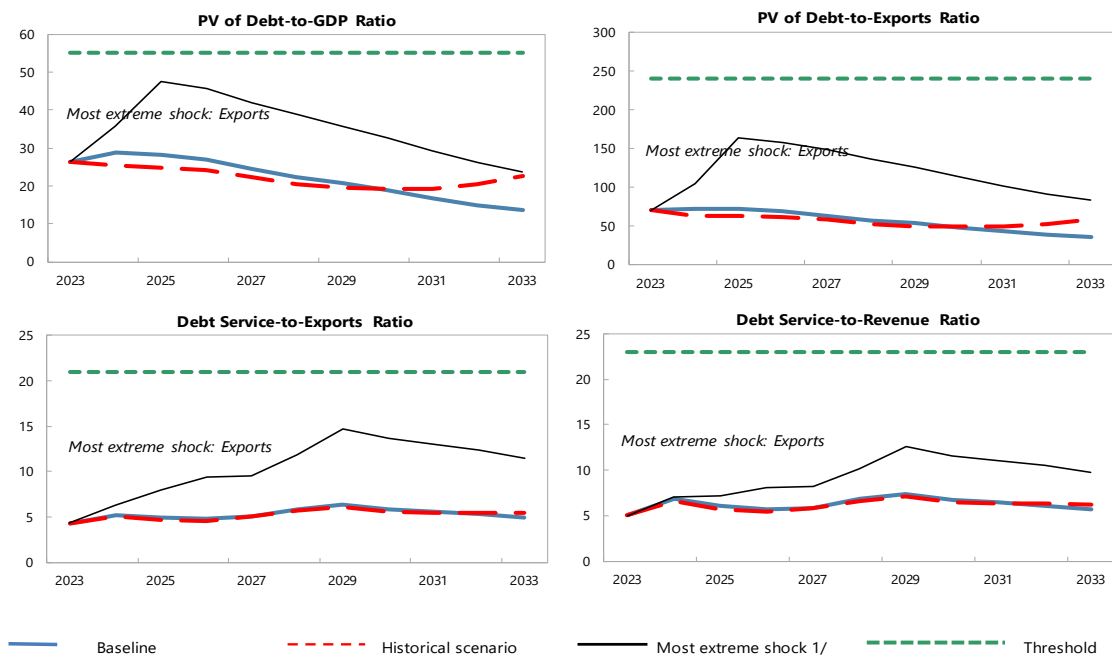 PV of Debt-to-GDP Ratio
60
50
40
30
20
10
0
Most extreme shock: Exports
2023 2025 2027 2029 2031 2033
PV of Debt-to-Exports Ratio
300
250
200
150
100
50
0
Most extreme shock: Exports
2023 2025 2027 2029 2031 2033
Debt Service-to-Exports Ratio
25
20
15
10
5
0
Most extreme shock: Exports
2023 2025 2027 2029 2031 2033
Debt Service-to-Revenue Ratio
25
20
15
10
5
0
Most extreme shock: Exports
2023 2025 2027 2029 2031 2033
Baseline Historical scenario Most extreme shock 1/ Threshold